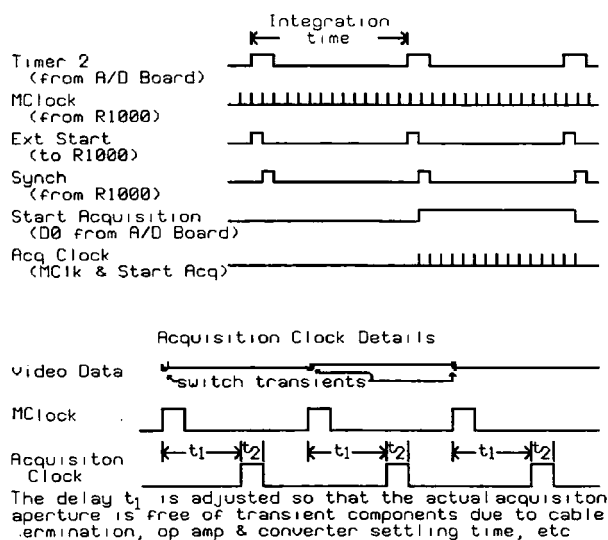 Integration
time
Timer 2
(from A/D Board)
MClock
(from R1000)
Ext Start
(to R1000)
Synch
(from R1000)
Start Acquisition
(D0 from A/D Board)
Acq Clock
(MClk & Start Acq)
Acquisition Clock Details
Video Data
switch transients
MClock
t1 t2 t1 t2 t1 t2
Acquisiton
Clock
The delay t1 is adjusted so that the actual acquisiton
aperture is free of transient components due to cable
ermination, op amp & converter settling time, etc